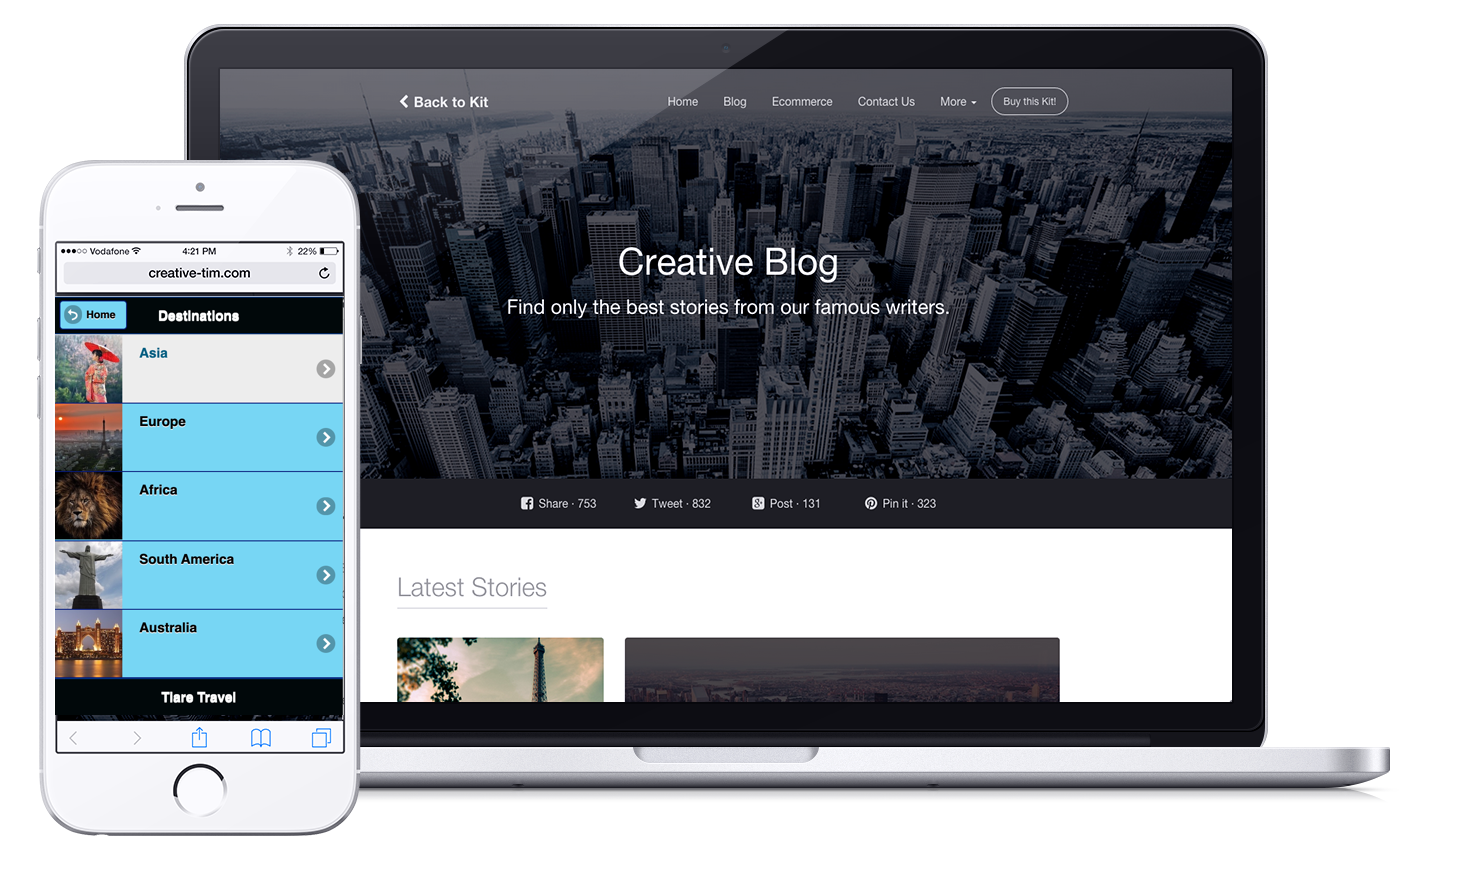 Back to Kit
Home Blog Ecommerce Contact Us More Buy this Kit!
Creative Blog
Find only the best stories from our famous writers.
Share · 753 Tweet · 832 Post · 131 Pin it · 323
Latest Stories
Vodafone 4:21 PM 22%
creative-tim.com
Home Destinations
Asia
Europe
Africa
South America
Australia
Tiare Travel